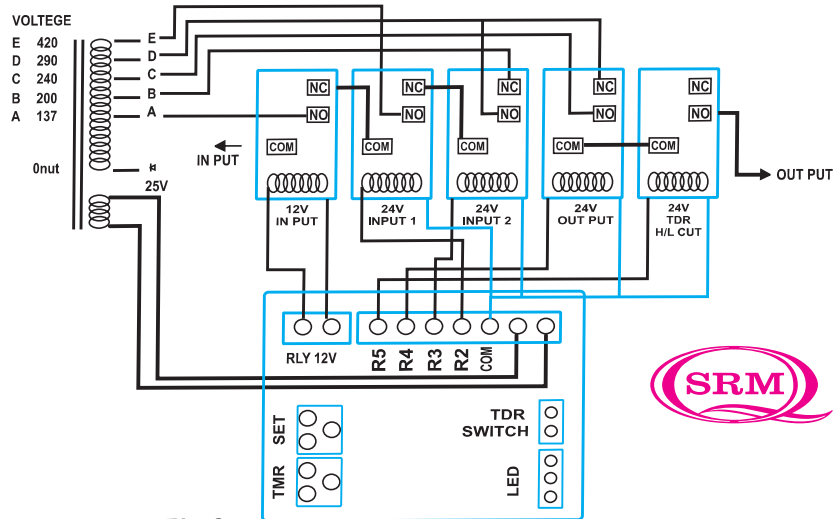 VOLTEGE
E 420
D 290
C 240
B 200
A 137
0nut
E
D
C
B
A
25V
IN PUT
NC
NO
COM
12V
IN PUT
NC
NO
COM
24V
INPUT 1
NC
NO
COM
24V
INPUT 2
NC
NO
COM
24V
OUT PUT
NC
NO
COM
24V
TDR
H/L CUT
OUT PUT
RLY 12V
R5
R4
R3
R2
COM
SET
TMR
TDR
SWITCH
LED
SRM